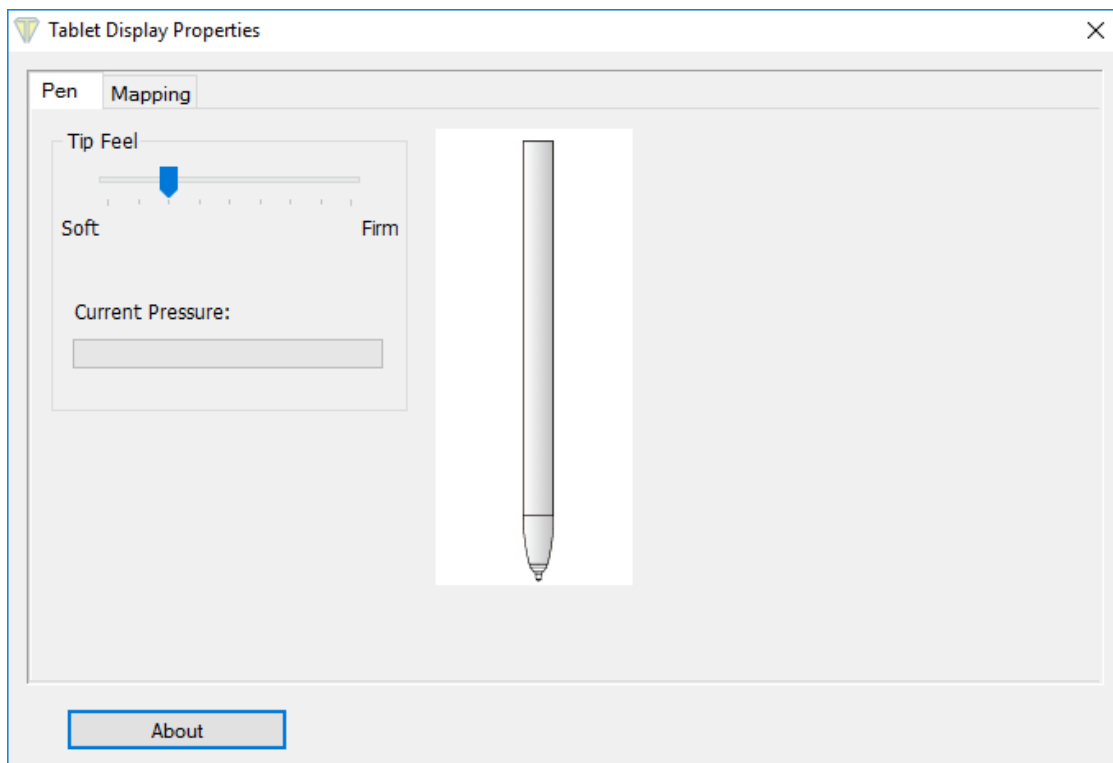 Tablet Display Properties
Pen
Mapping
Tip Feel
Soft
Firm
Current Pressure:
About